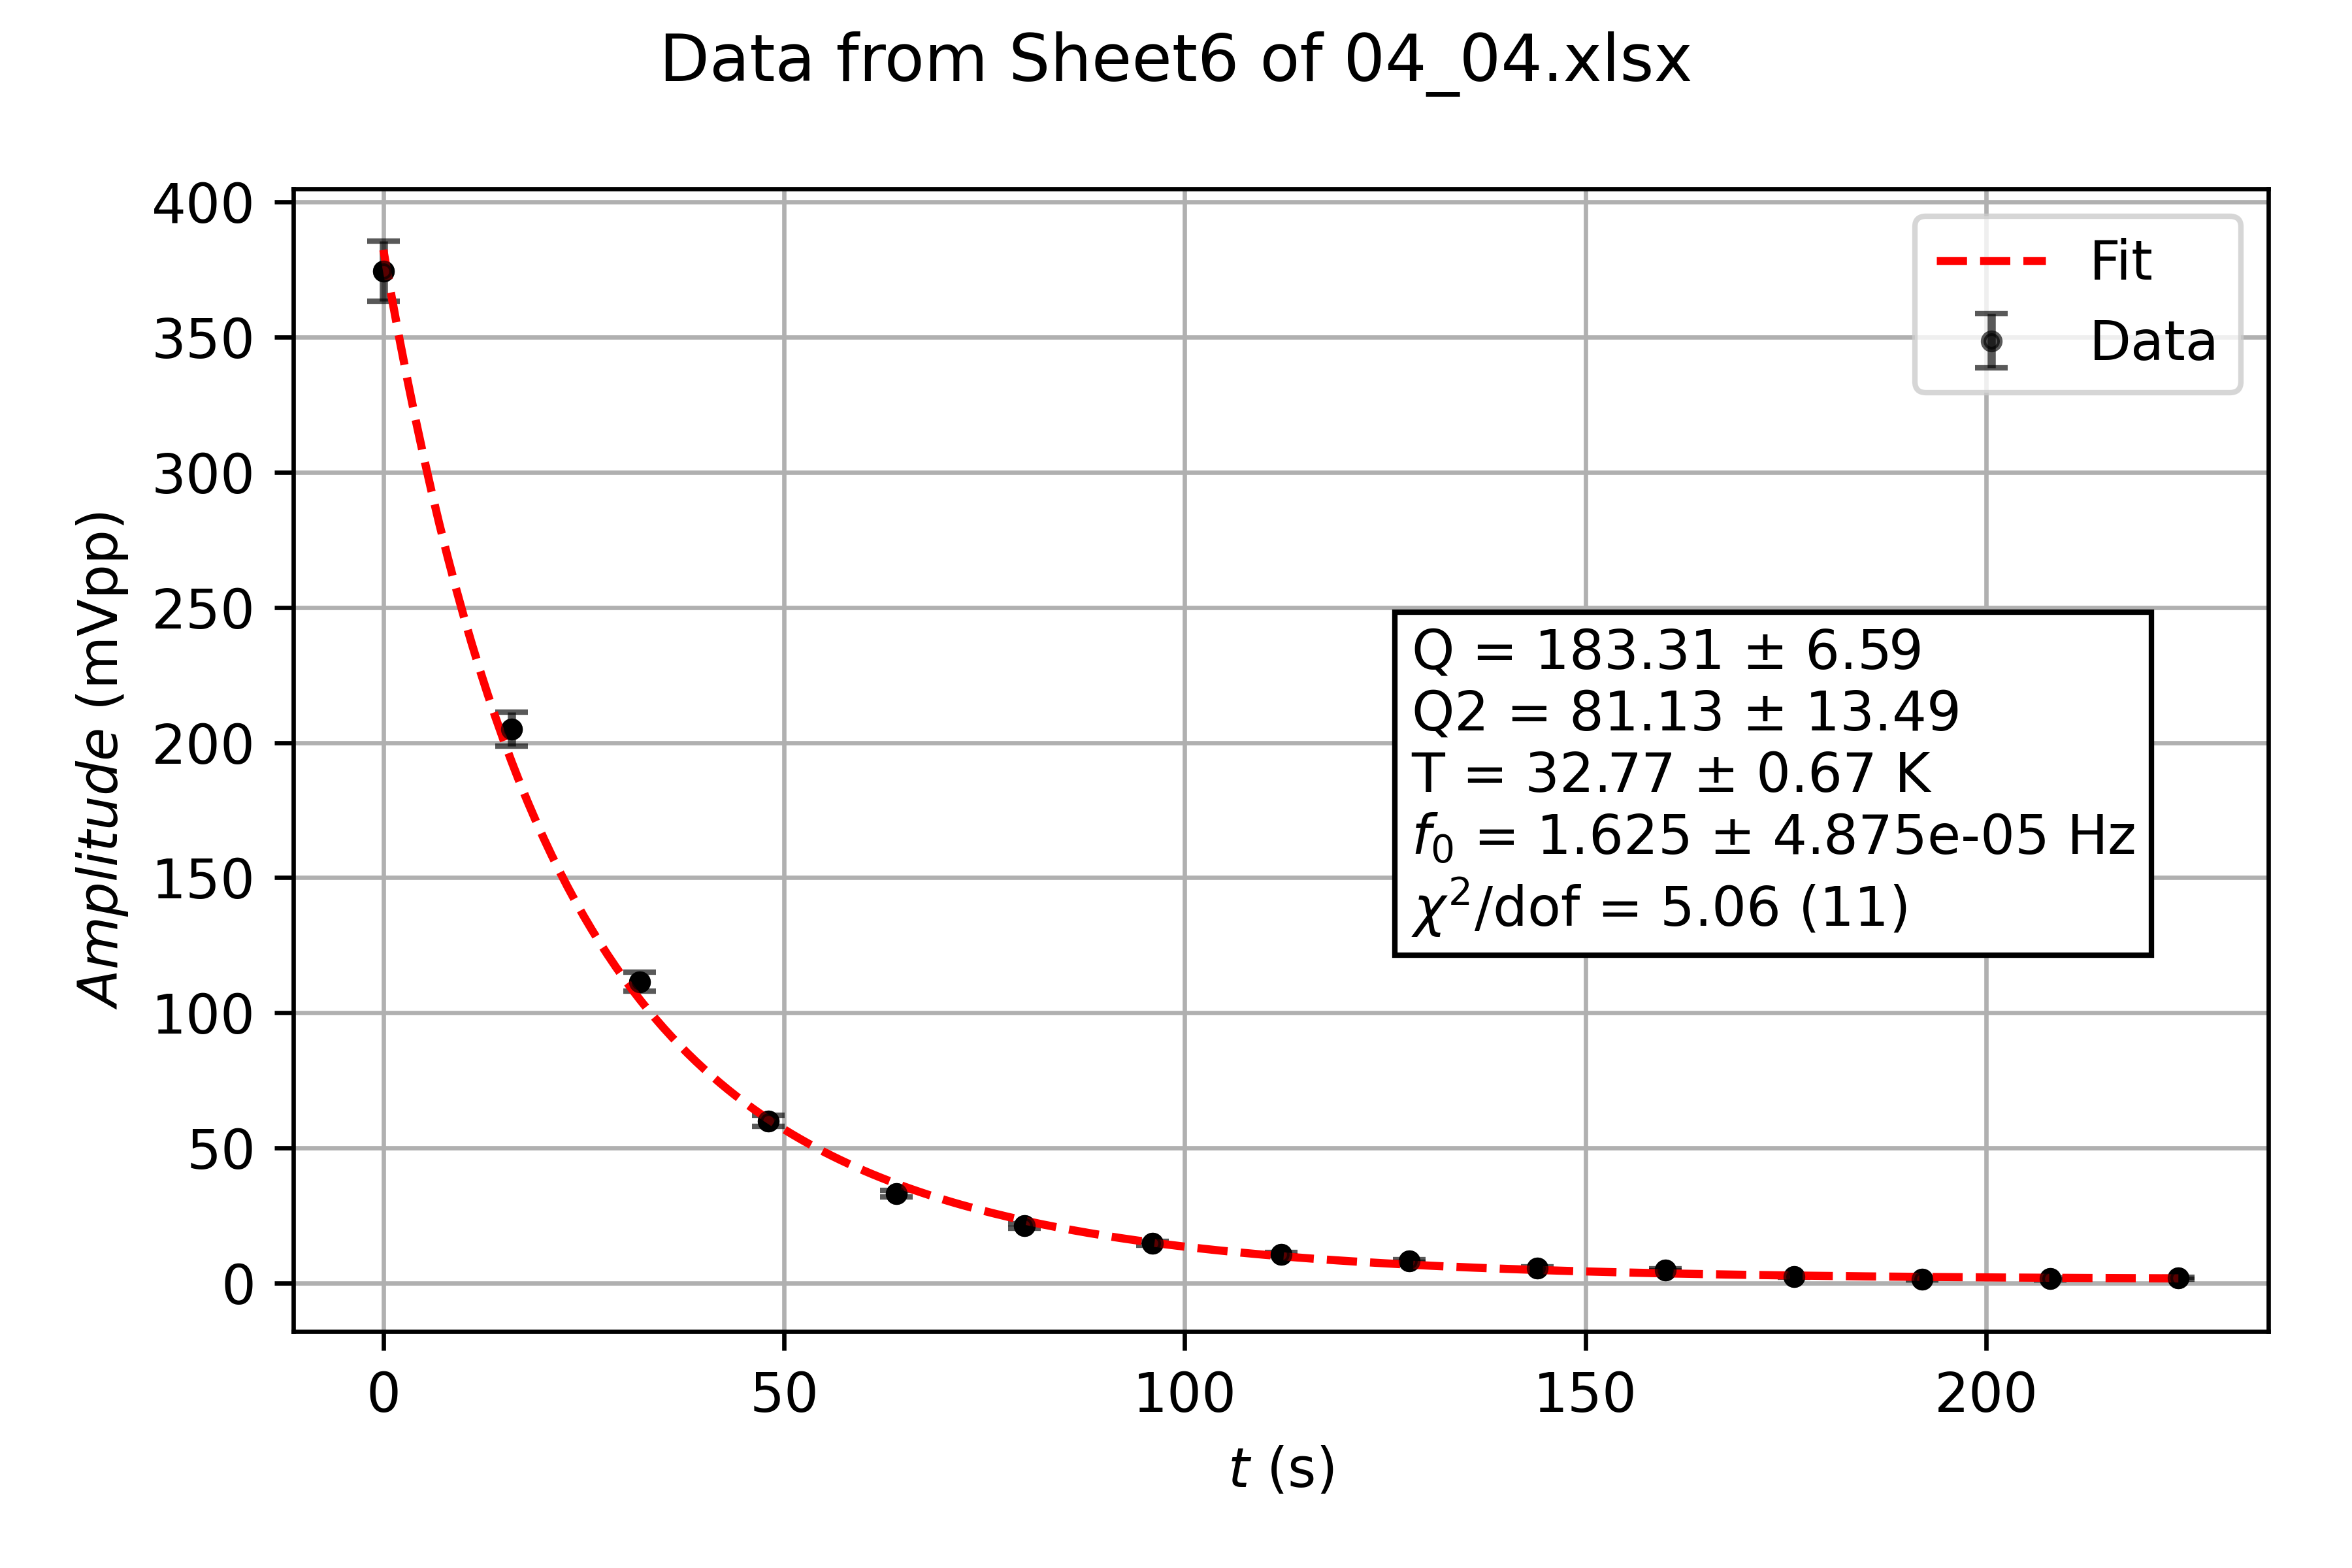 Data from Sheet6 of 04_04.xlsx
400
350
300
250
200
150
100
50
0
Amplitude (mVpp)
Fit
Data
Q = 183.31 ± 6.59
Q2 = 81.13 ± 13.49
T = 32.77 ± 0.67 K
f₀ = 1.625 ± 4.875e-05 Hz
χ²/dof = 5.06 (11)
0 50 100 150 200
t (s)